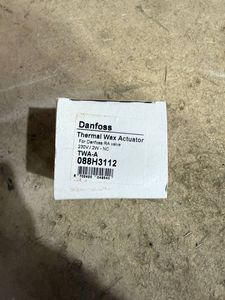 Danfoss
Thermal Wax Actuator
For Danfoss RA valve
230V / 2W - NC
TWA-A
088H3112